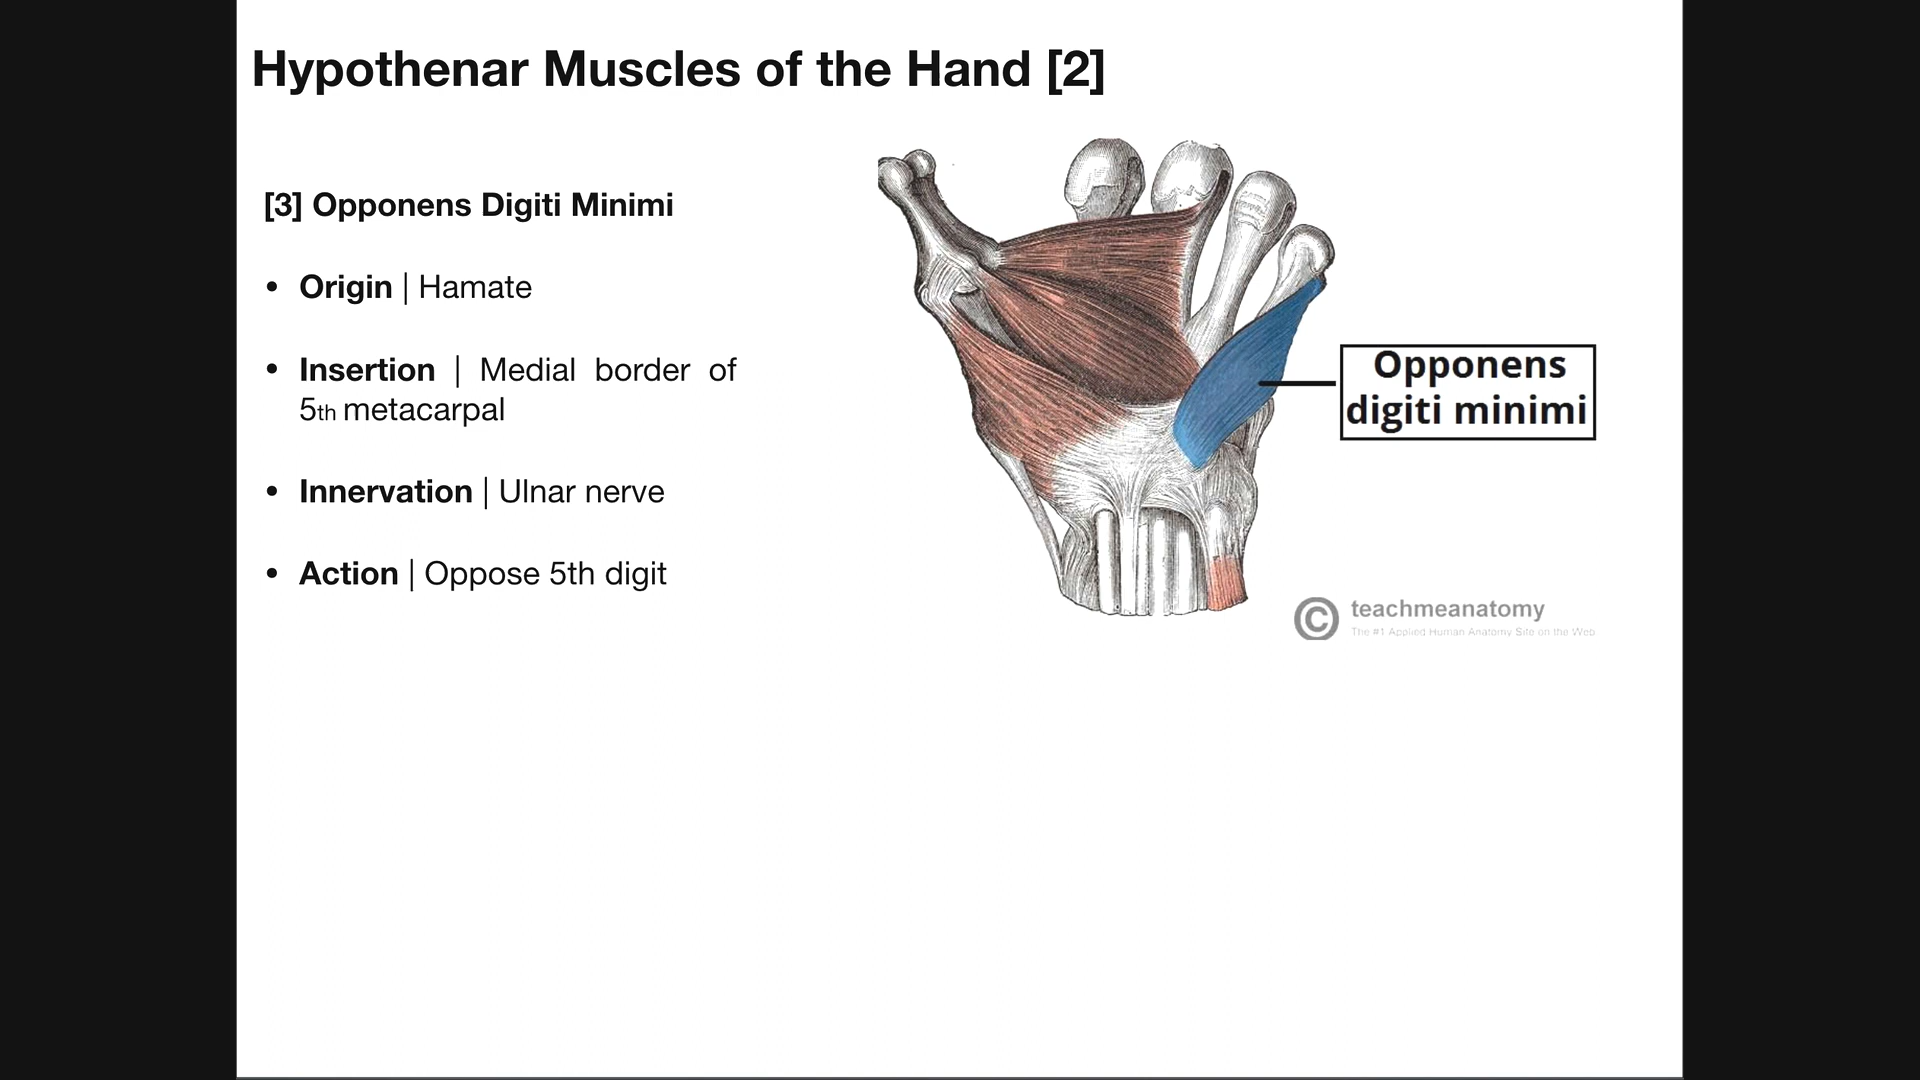 Hypothenar Muscles of the Hand [2]
[3] Opponens Digiti Minimi
• Origin | Hamate
• Insertion | Medial border of
5th metacarpal
• Innervation | Ulnar nerve
• Action | Oppose 5th digit
Opponens
digiti minimi
© teachmeanatomy
The #1 Applied Human Anatomy Site on the Web